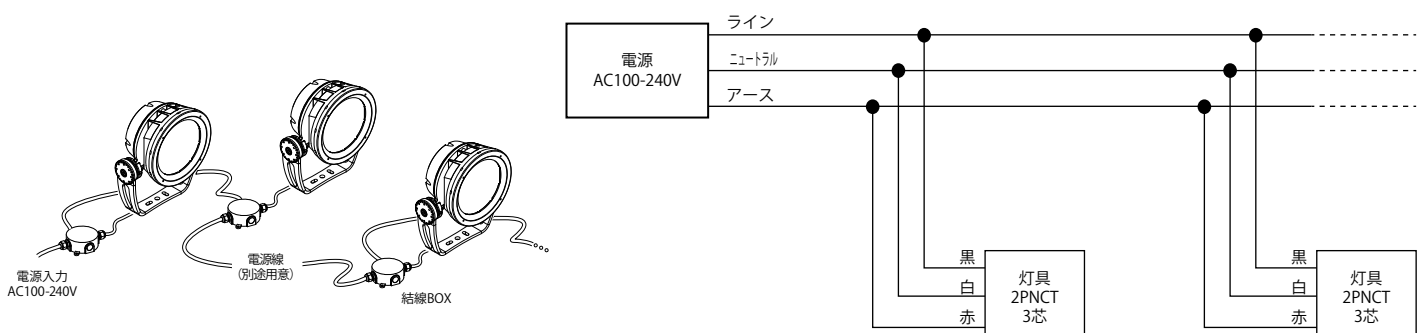 電源入力
AC100-240V
電源線
(別途用意)
結線BOX
電源
AC100-240V
ライン
ニュートラル
アース
黒
白
赤
灯具
2PNCT
3芯
黒
白
赤
灯具
2PNCT
3芯